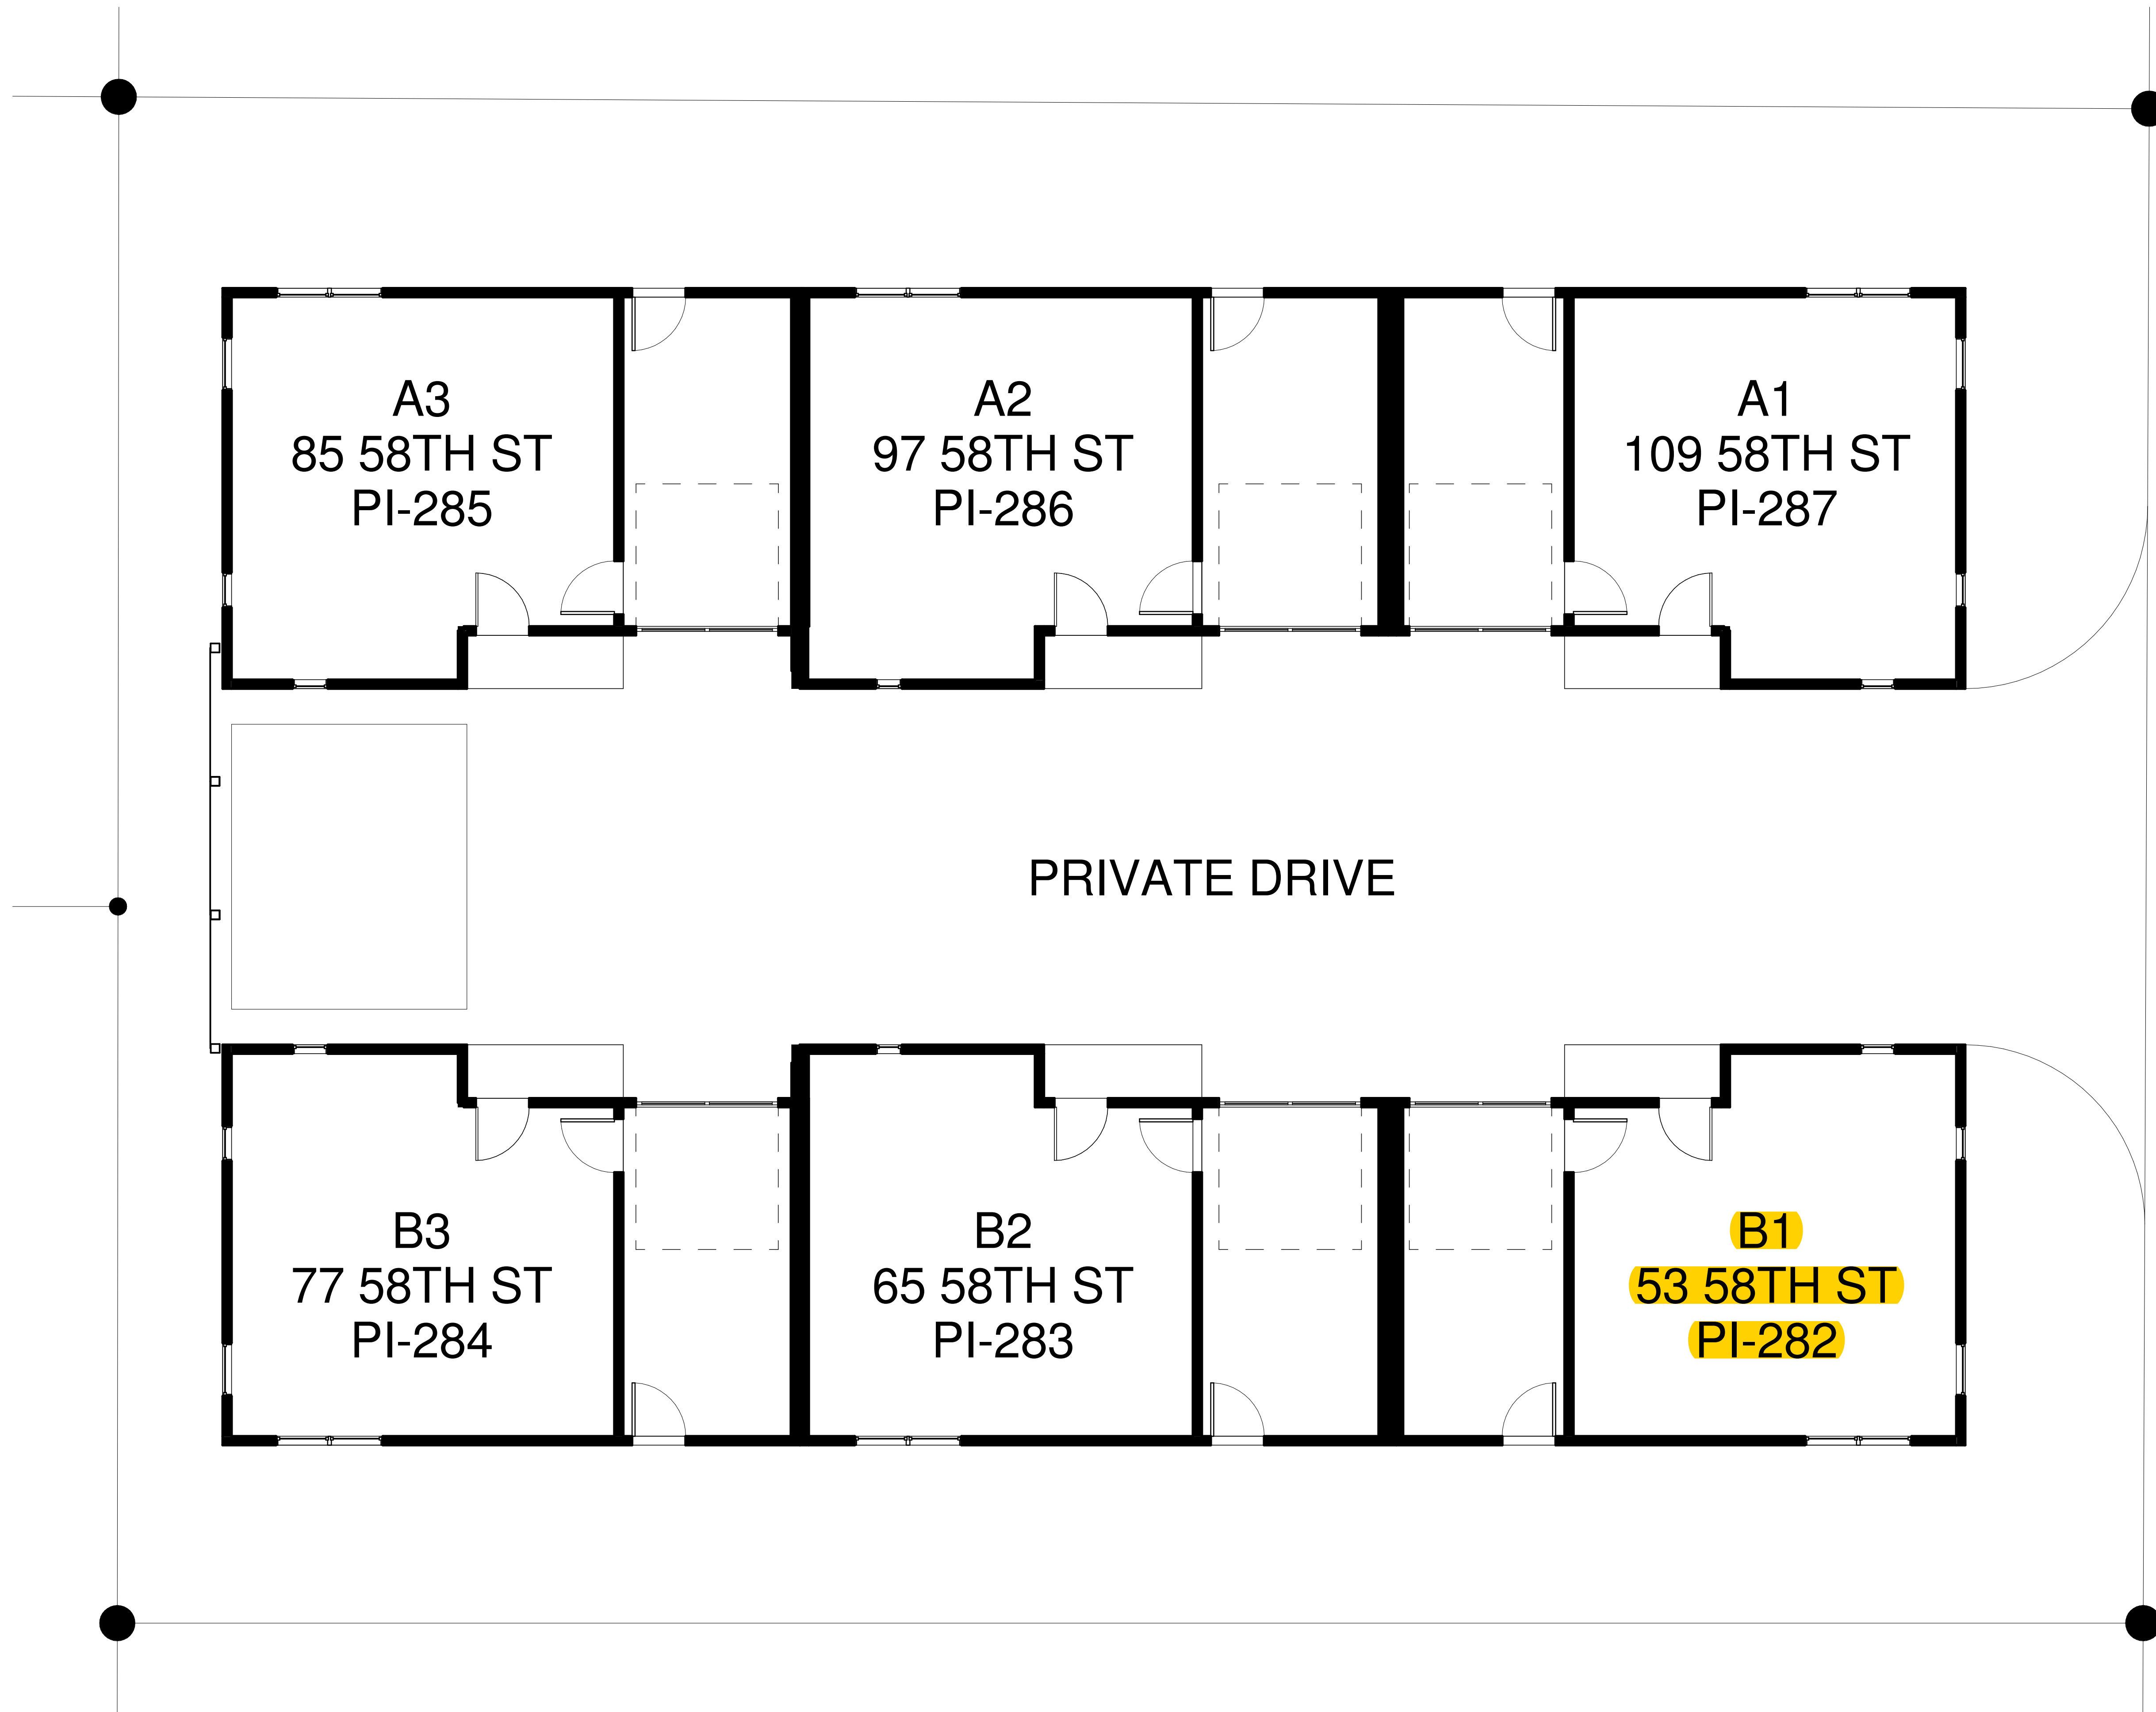 A3
85 58TH ST
PI-285
A2
97 58TH ST
PI-286
A1
109 58TH ST
PI-287
PRIVATE DRIVE
B3
77 58TH ST
PI-284
B2
65 58TH ST
PI-283
B1
53 58TH ST
PI-282